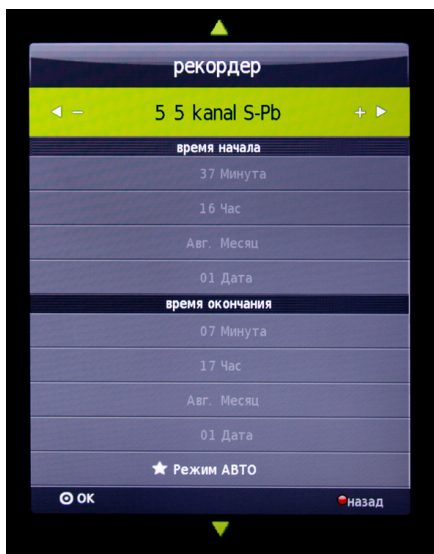 рекордер
– 5 5 kanal S-Pb +
время начала
37 Минута
16 Час
Авг. Месяц
01 Дата
время окончания
07 Минута
17 Час
Авг. Месяц
01 Дата
Режим АВТО
OK назад